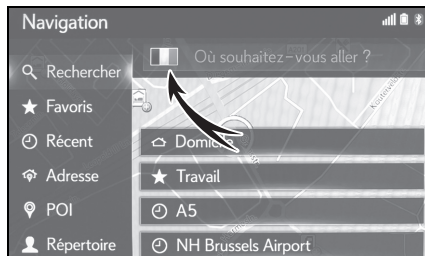 Navigation
Où souhaitez-vous aller ?
Rechercher
Favoris
Récent
Adresse
POI
Répertoire
Domicile
Travail
A5
NH Brussels Airport